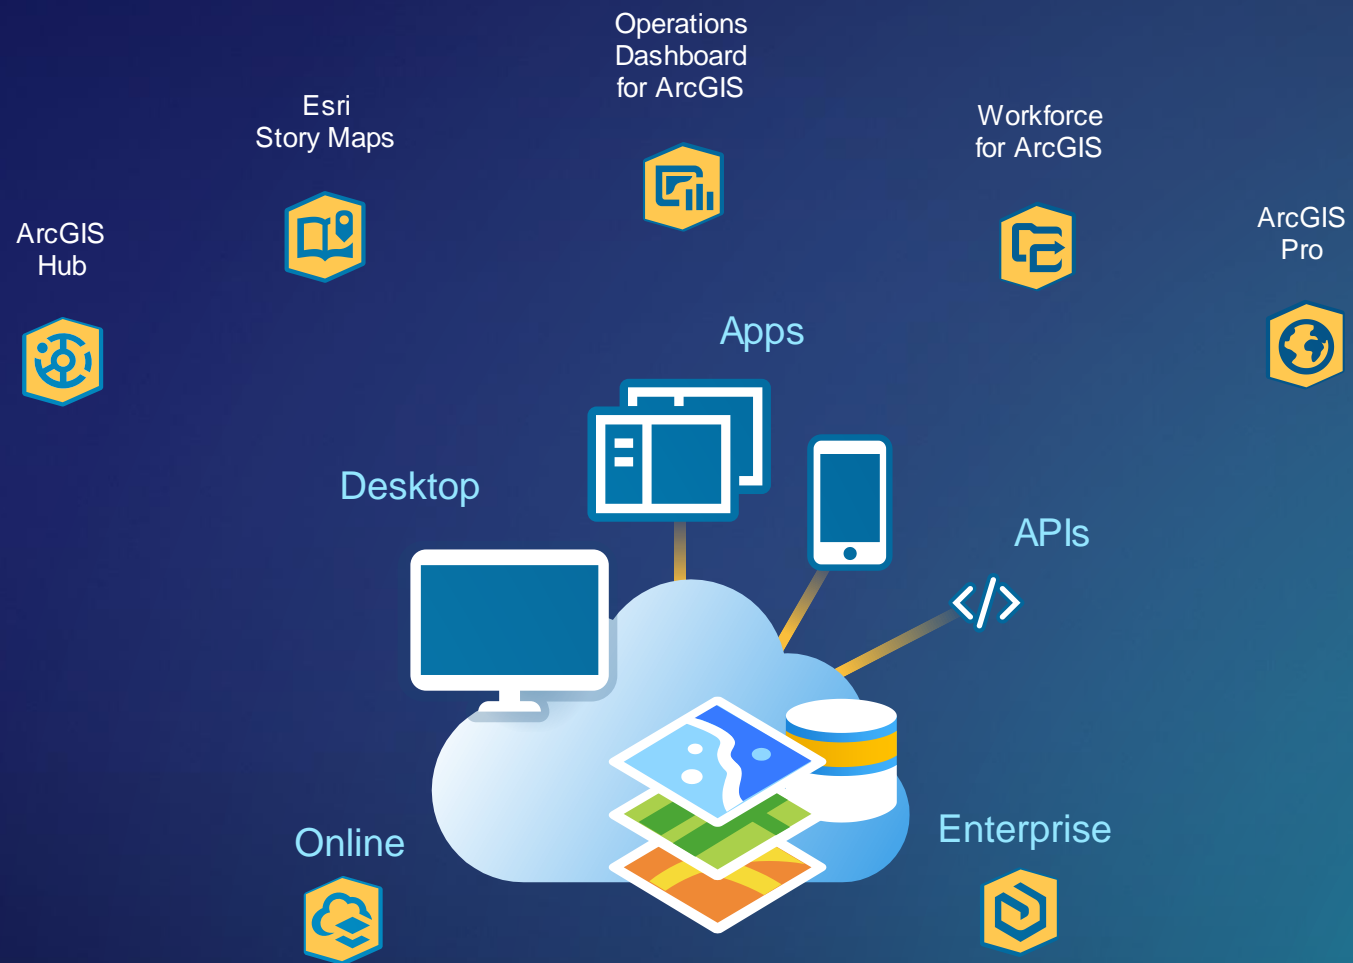 Operations
Dashboard
for ArcGIS
Esri
Story Maps
Workforce
for ArcGIS
ArcGIS
Hub
ArcGIS
Pro
Apps
Desktop
APIs
Online
Enterprise